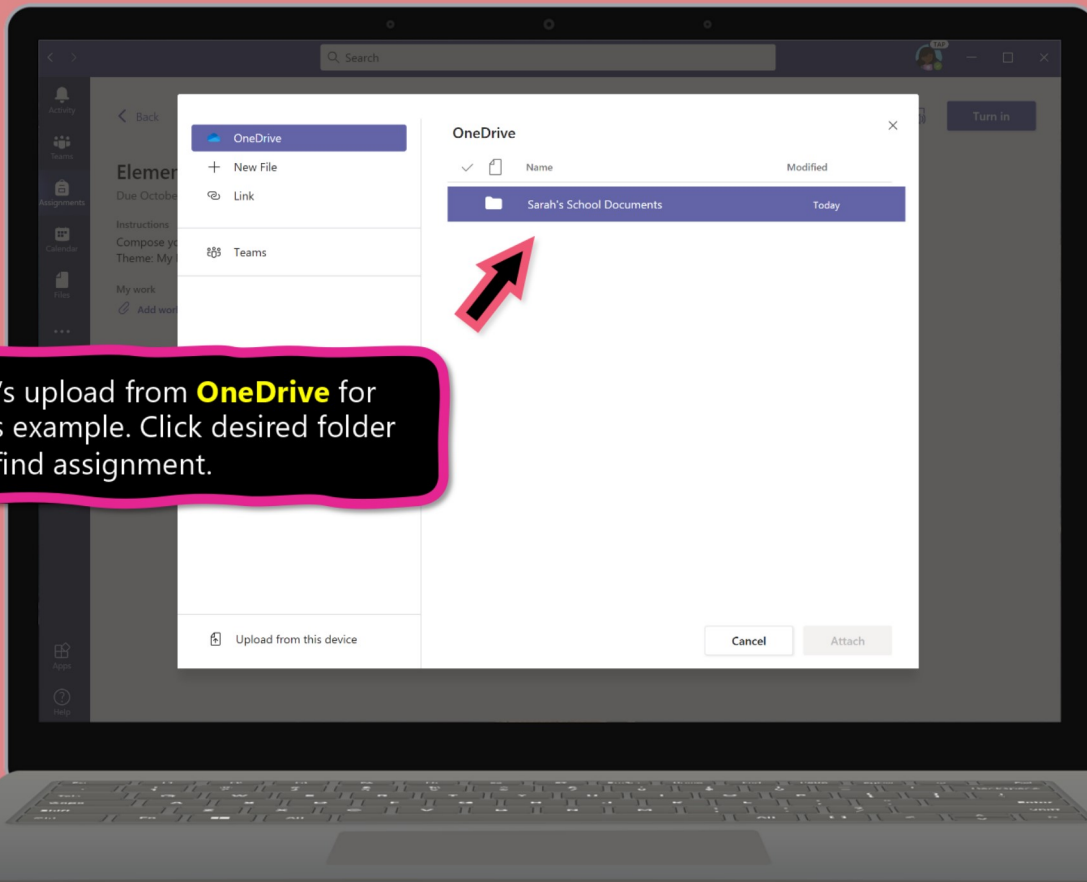 Search
TAP
Activity
Teams
Assignments
Calendar
Files
Apps
Help
Back
Turn in
Elemen
Due Octobe
Instructions
Compose yo
Theme: My
My work
Add wor
OneDrive
New File
Link
Teams
Upload from this device
OneDrive
Name Modified
Sarah's School Documents Today
Cancel Attach
's upload from OneDrive for
s example. Click desired folder
find assignment.